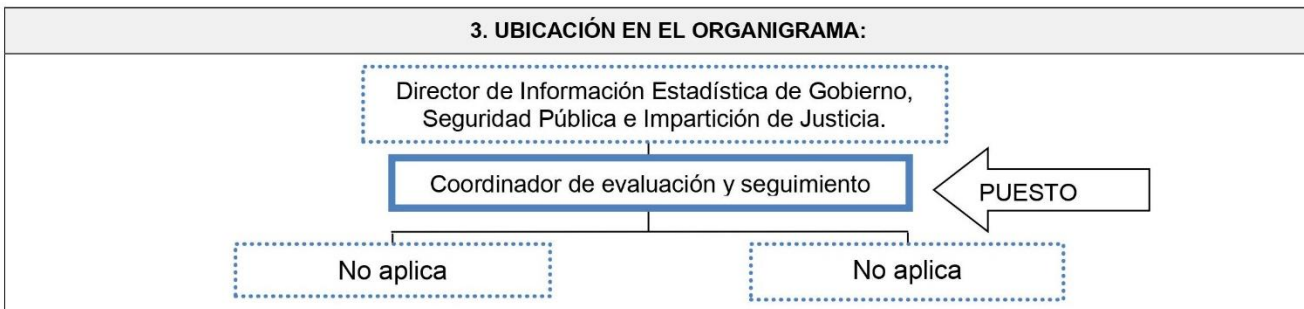 3. UBICACIÓN EN EL ORGANIGRAMA:
Director de Información Estadística de Gobierno,
Seguridad Pública e Impartición de Justicia.
Coordinador de evaluación y seguimiento
PUESTO
No aplica
No aplica